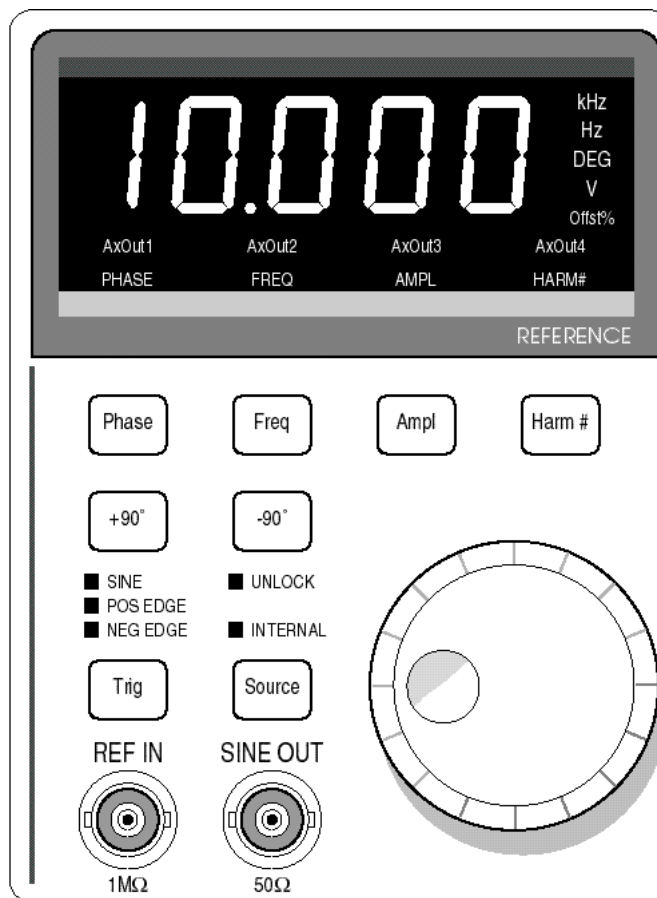 10.000
kHz
Hz
DEG
V
Offst%
AxOut1 AxOut2 AxOut3 AxOut4
PHASE FREQ AMPL HARM#
REFERENCE
Phase Freq Ampl Harm #
+90° -90°
SINE UNLOCK
POS EDGE
NEG EDGE INTERNAL
Trig Source
REF IN SINE OUT
1MΩ 50Ω